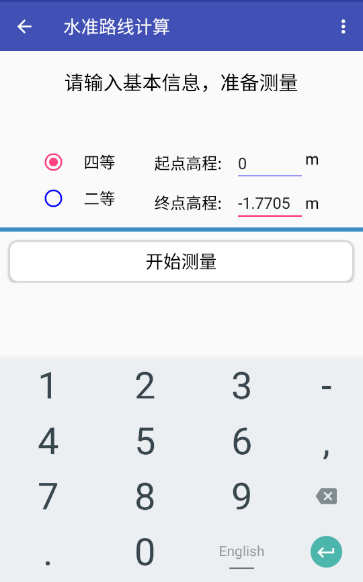 水准路线计算
请输入基本信息，准备测量
四等 起点高程: 0 m
二等 终点高程: -1.7705 m
开始测量
1 2 3 -
4 5 6 ,
7 8 9
. 0 English